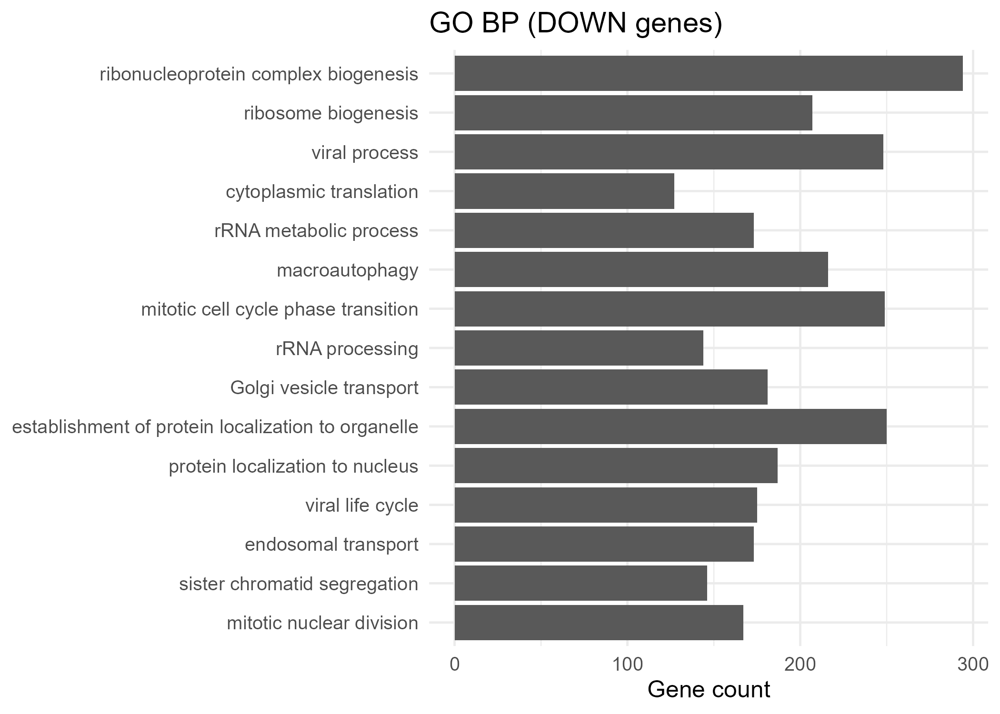 GO BP (DOWN genes)
ribonucleoprotein complex biogenesis
ribosome biogenesis
viral process
cytoplasmic translation
rRNA metabolic process
macroautophagy
mitotic cell cycle phase transition
rRNA processing
Golgi vesicle transport
establishment of protein localization to organelle
protein localization to nucleus
viral life cycle
endosomal transport
sister chromatid segregation
mitotic nuclear division
0 100 200 300
Gene count